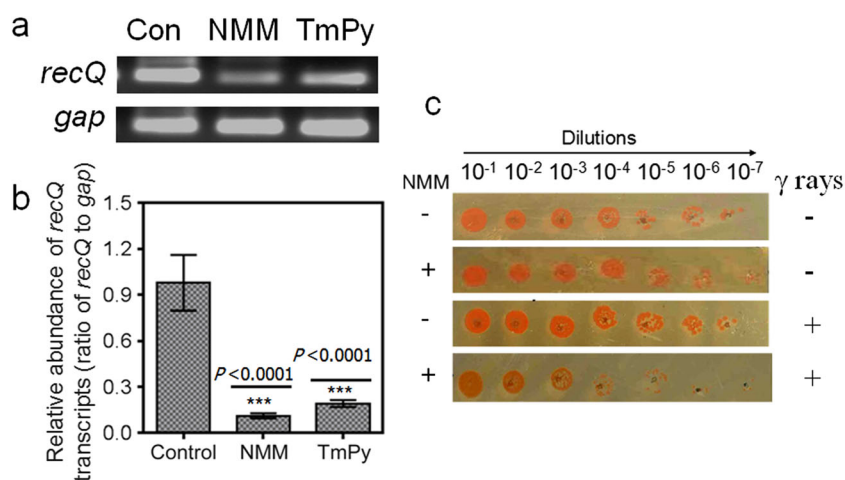 a
Con NMM TmPy
recQ
gap
b
Relative abundance of recQ
transcripts (ratio of recQ to gap)
1.5
1.2
0.9
0.6
0.3
0.0
P<0.0001
***
P<0.0001
***
Control NMM TmPy
c
Dilutions
NMM 10-1 10-2 10-3 10-4 10-5 10-6 10-7 γ rays
- -
+ -
- +
+ +